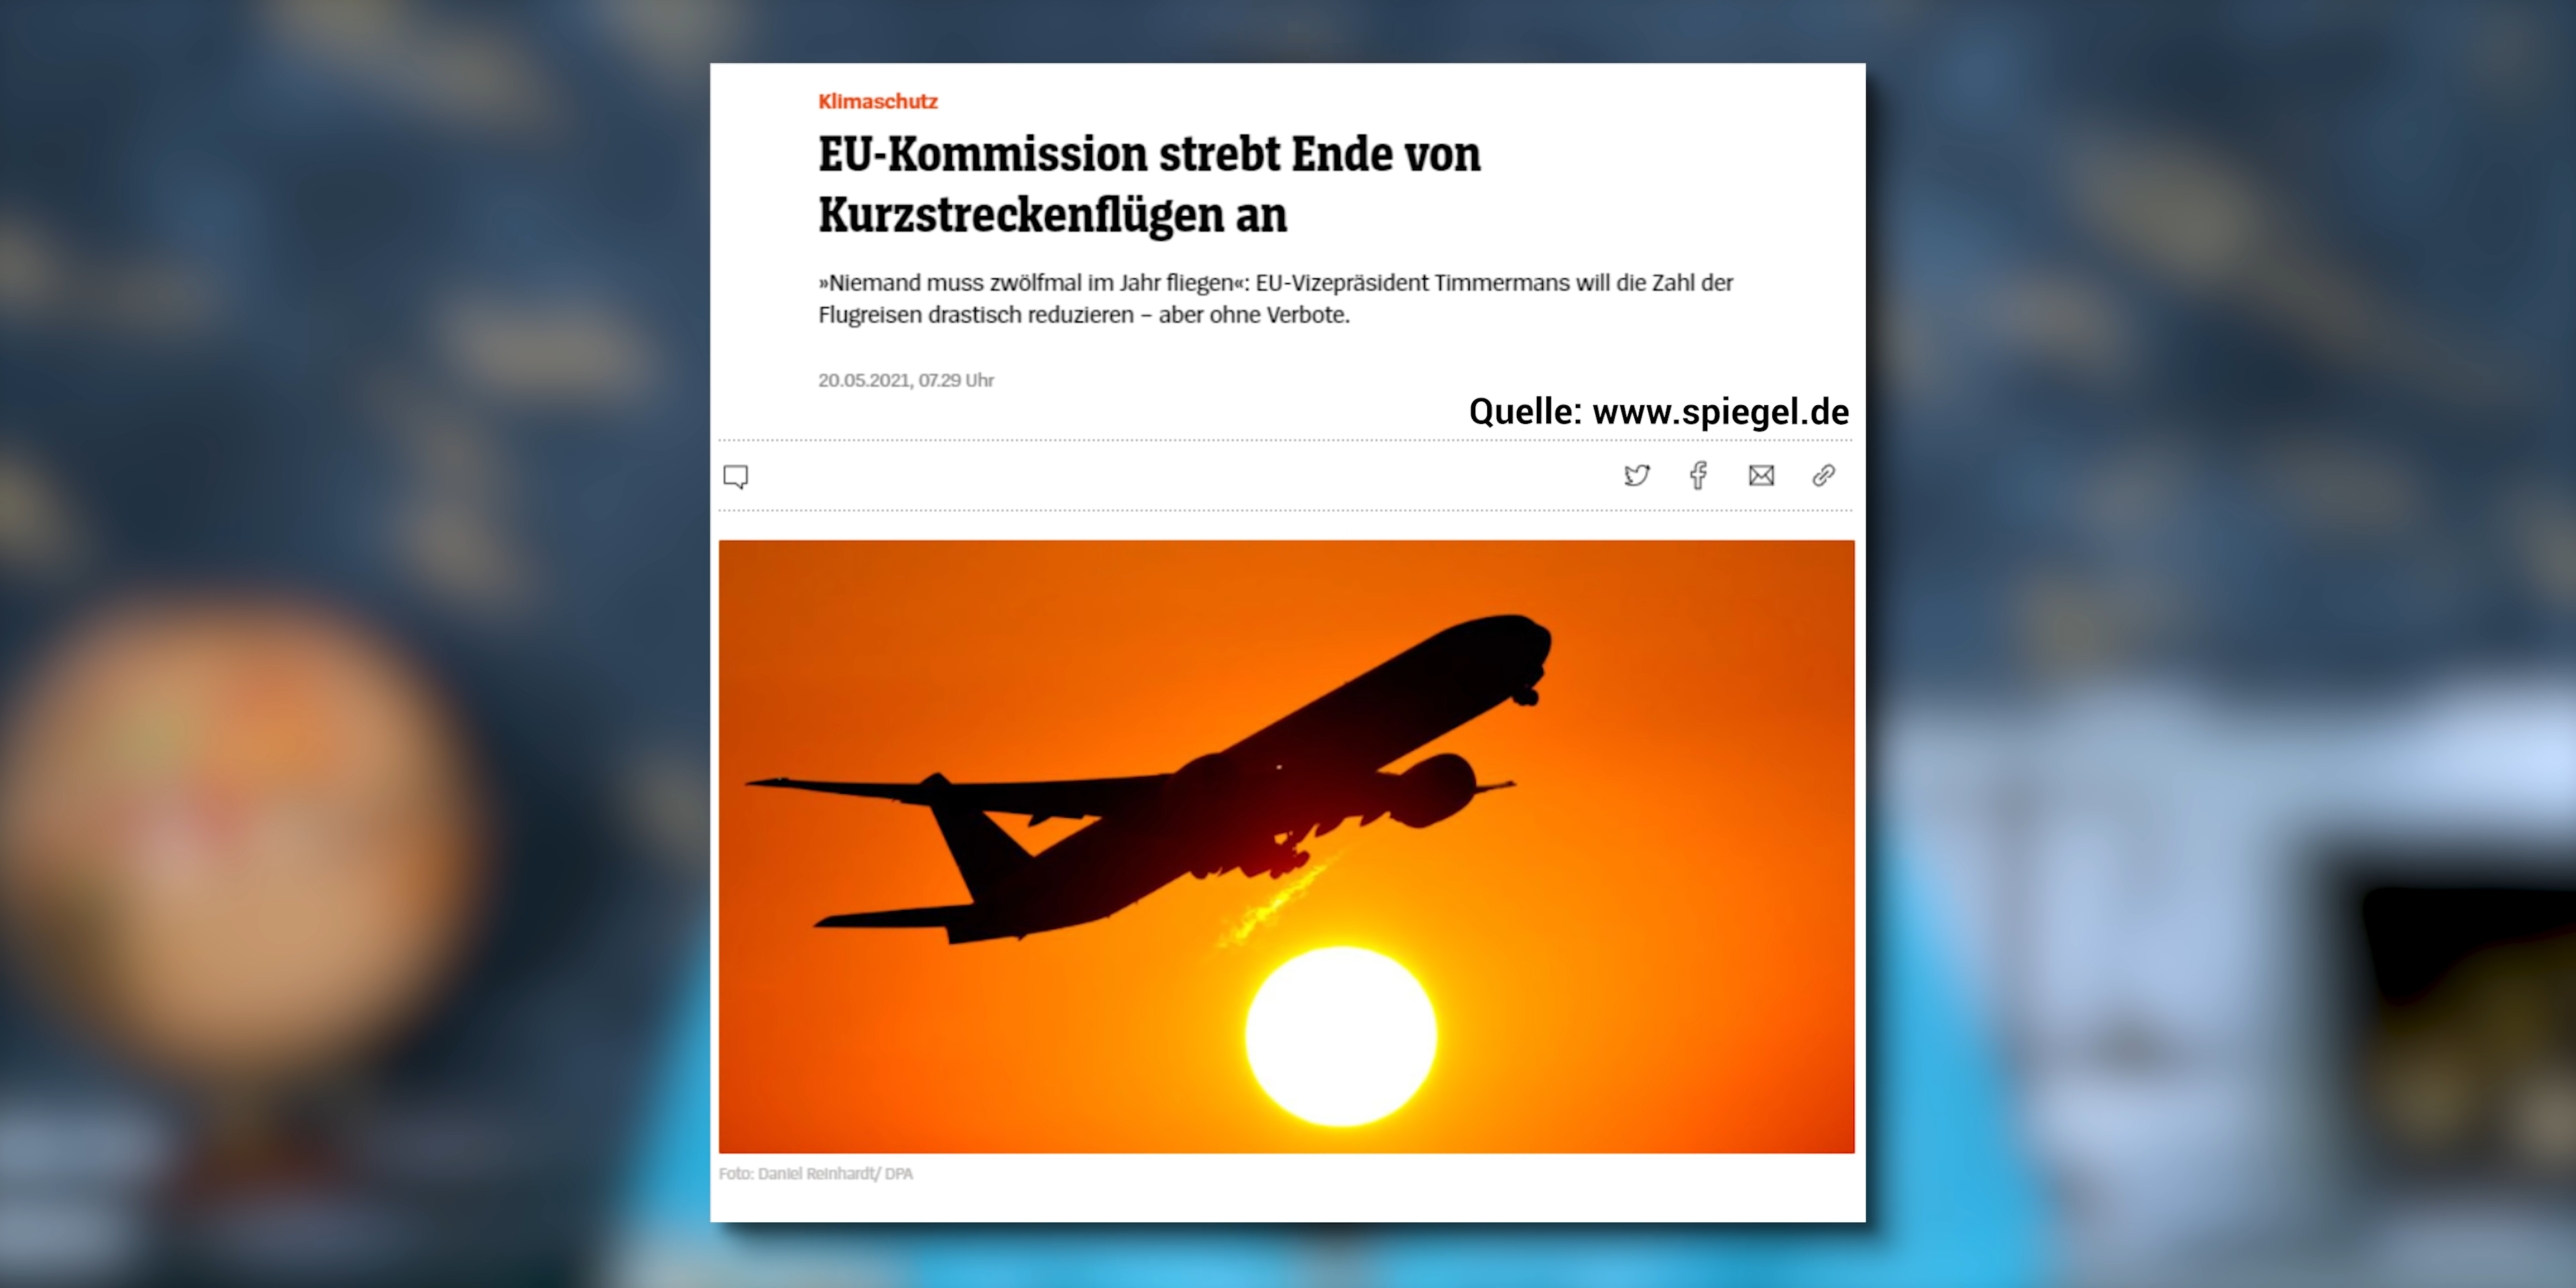 Klimaschutz
EU-Kommission strebt Ende von
Kurzstreckenflügen an
»Niemand muss zwölfmal im Jahr fliegen«: EU-Vizepräsident Timmermans will die Zahl der
Flugreisen drastisch reduzieren – aber ohne Verbote.
20.05.2021, 07.29 Uhr
Quelle: www.spiegel.de
Foto: Daniel Reinhardt/ DPA